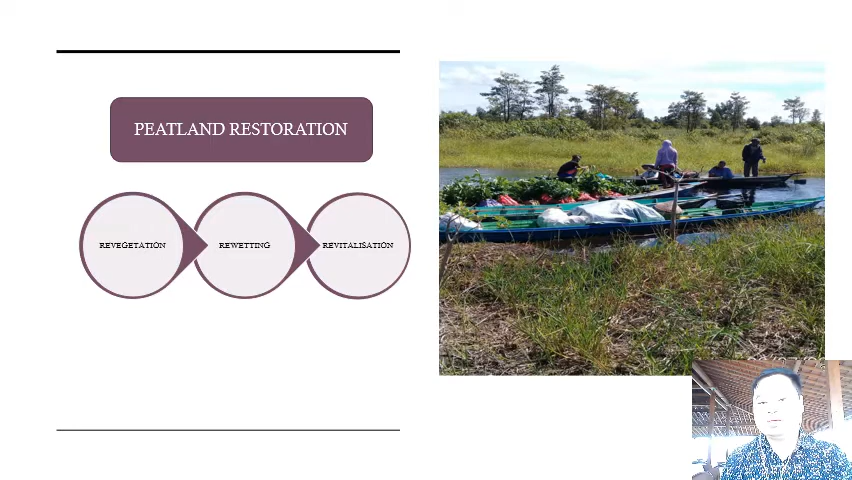 PEATLAND RESTORATION
REVEGETATION
REWETTING
REVITALISATION